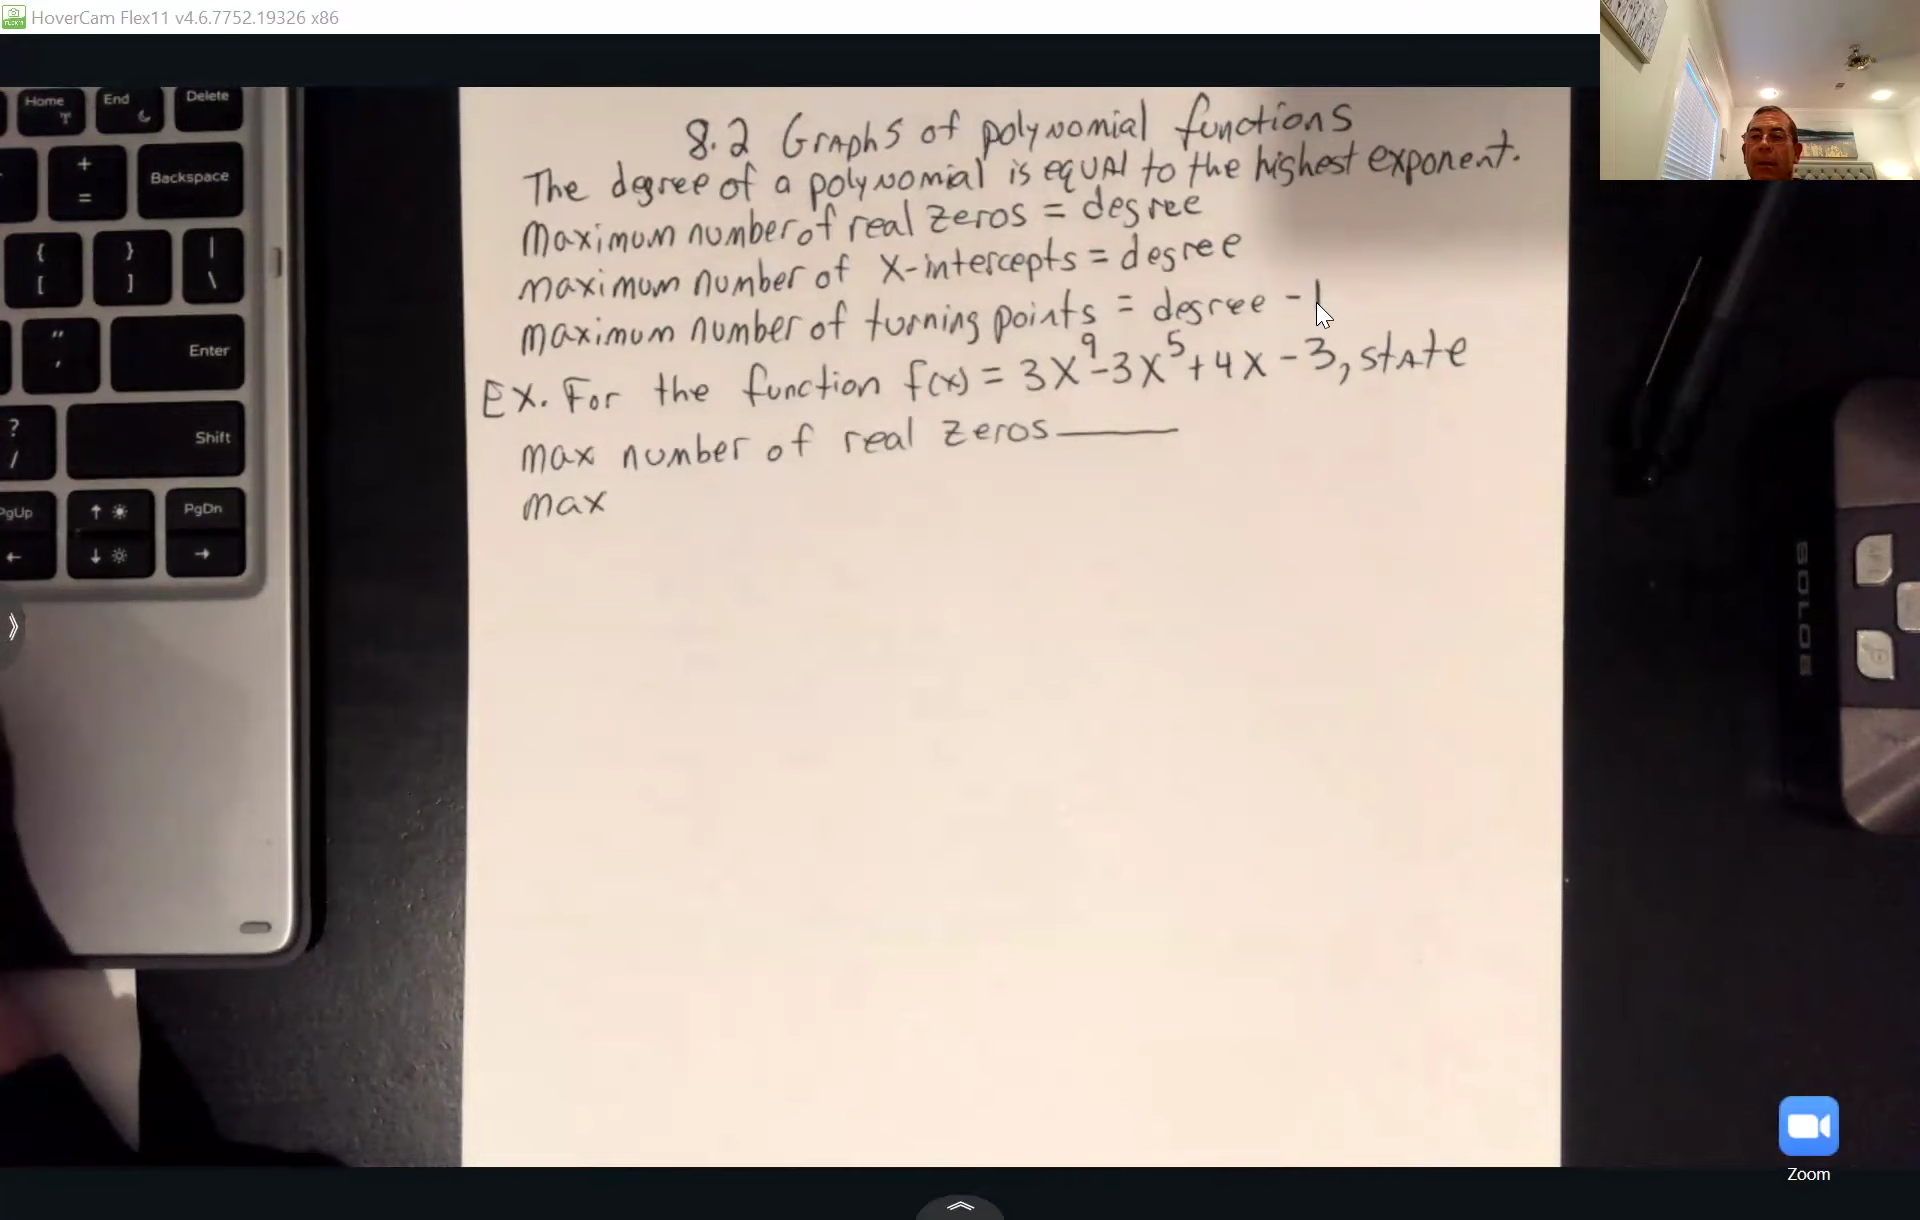 HoverCam Flex11 v4.6.7752.19326 x86
Home
End
Delete
+
=
Backspace
{
[
}
]
|
\
"
'
Enter
?
/
Shift
PgUp
PgDn
8.2 Graphs of polynomial functions
The degree of a polynomial is equal to the highest exponent.
Maximum number of real zeros = degree
maximum number of x-intercepts = degree
maximum number of turning points = degree - 1
Ex. For the function f(x) = 3x⁹-3x⁵+4x-3, state
max number of real zeros____
max
SOLOB
Zoom